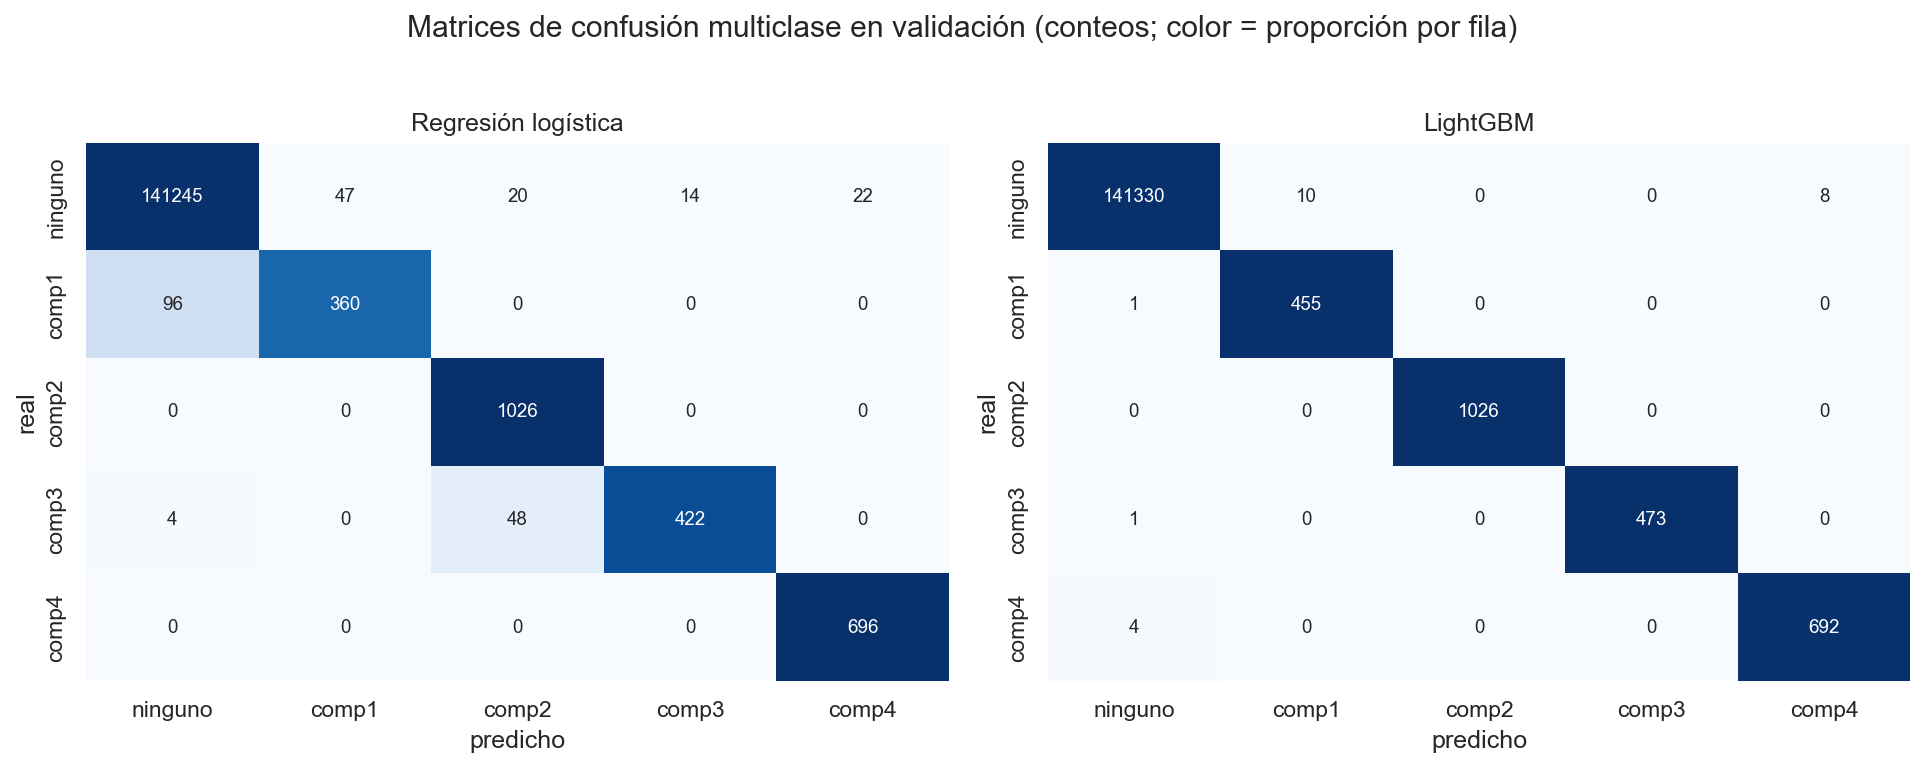 Matrices de confusión multiclase en validación (conteos; color = proporción por fila)
Regresión logística
real
ninguno 141245 47 20 14 22
comp1 96 360 0 0 0
comp2 0 0 1026 0 0
comp3 4 0 48 422 0
comp4 0 0 0 0 696
ninguno comp1 comp2 comp3 comp4
predicho
LightGBM
real
ninguno 141330 10 0 0 8
comp1 1 455 0 0 0
comp2 0 0 1026 0 0
comp3 1 0 0 473 0
comp4 4 0 0 0 692
ninguno comp1 comp2 comp3 comp4
predicho